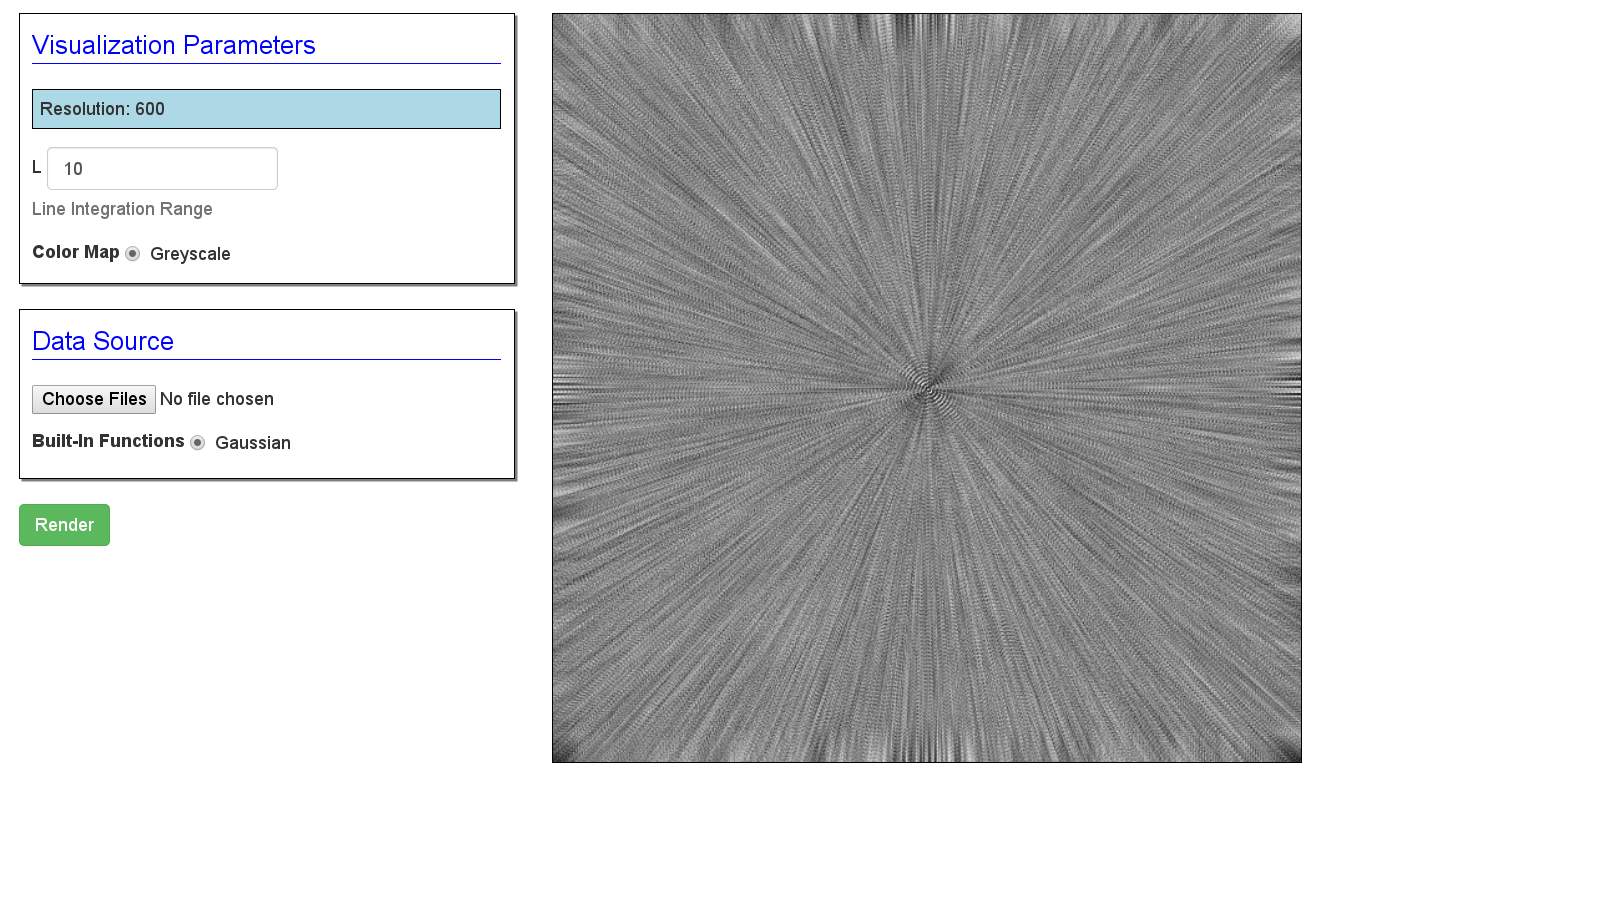 Visualization Parameters
Resolution: 600
L 10
Line Integration Range
Color Map Greyscale
Data Source
Choose Files No file chosen
Built-In Functions Gaussian
Render